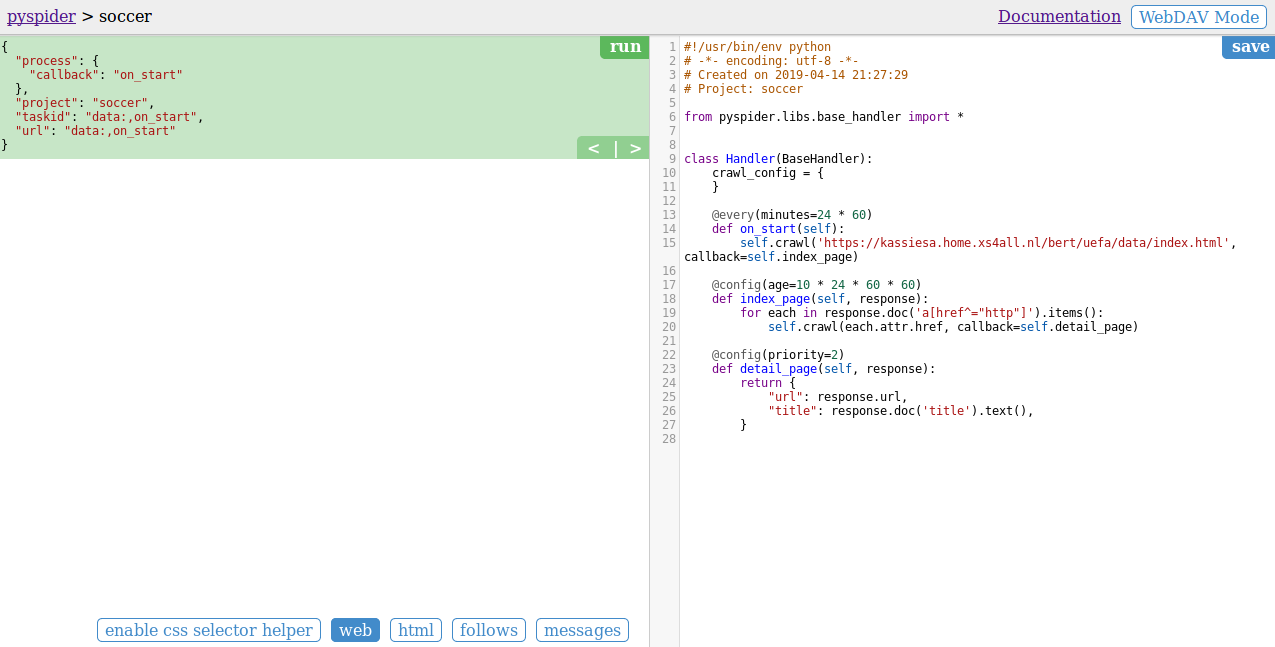 pyspider > soccer
Documentation
WebDAV Mode
{
  "process": {
    "callback": "on_start"
  },
  "project": "soccer",
  "taskid": "data:,on_start",
  "url": "data:,on_start"
}
run
< | >
enable css selector helper
web
html
follows
messages
save
1 #!/usr/bin/env python
2 # -*- encoding: utf-8 -*-
3 # Created on 2019-04-14 21:27:29
4 # Project: soccer
5
6 from pyspider.libs.base_handler import *
7
8
9 class Handler(BaseHandler):
10     crawl_config = {
11     }
12
13     @every(minutes=24 * 60)
14     def on_start(self):
15         self.crawl('https://kassiesa.home.xs4all.nl/bert/uefa/data/index.html',
callback=self.index_page)
16
17     @config(age=10 * 24 * 60 * 60)
18     def index_page(self, response):
19         for each in response.doc('a[href^="http"]').items():
20             self.crawl(each.attr.href, callback=self.detail_page)
21
22     @config(priority=2)
23     def detail_page(self, response):
24         return {
25             "url": response.url,
26             "title": response.doc('title').text(),
27         }
28